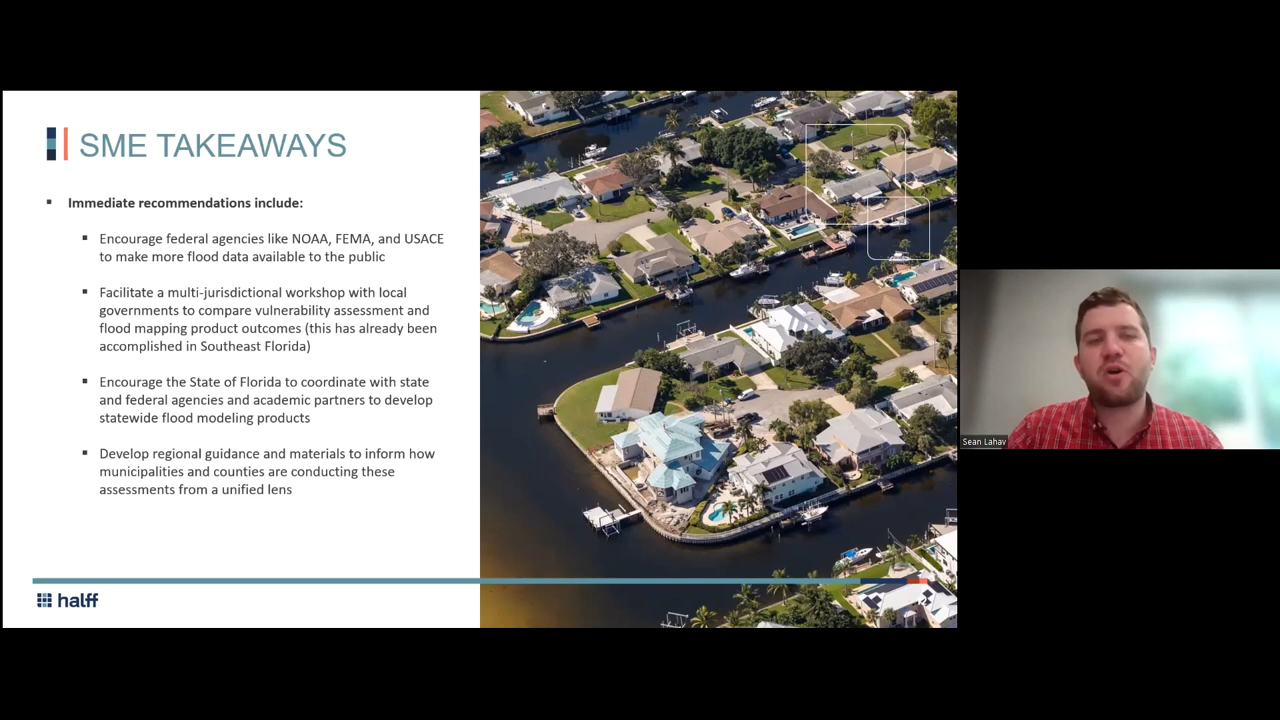 SME TAKEAWAYS
▪ Immediate recommendations include:
▪ Encourage federal agencies like NOAA, FEMA, and USACE
to make more flood data available to the public
▪ Facilitate a multi-jurisdictional workshop with local
governments to compare vulnerability assessment and
flood mapping product outcomes (this has already been
accomplished in Southeast Florida)
▪ Encourage the State of Florida to coordinate with state
and federal agencies and academic partners to develop
statewide flood modeling products
▪ Develop regional guidance and materials to inform how
municipalities and counties are conducting these
assessments from a unified lens
halff
Sean Lahav